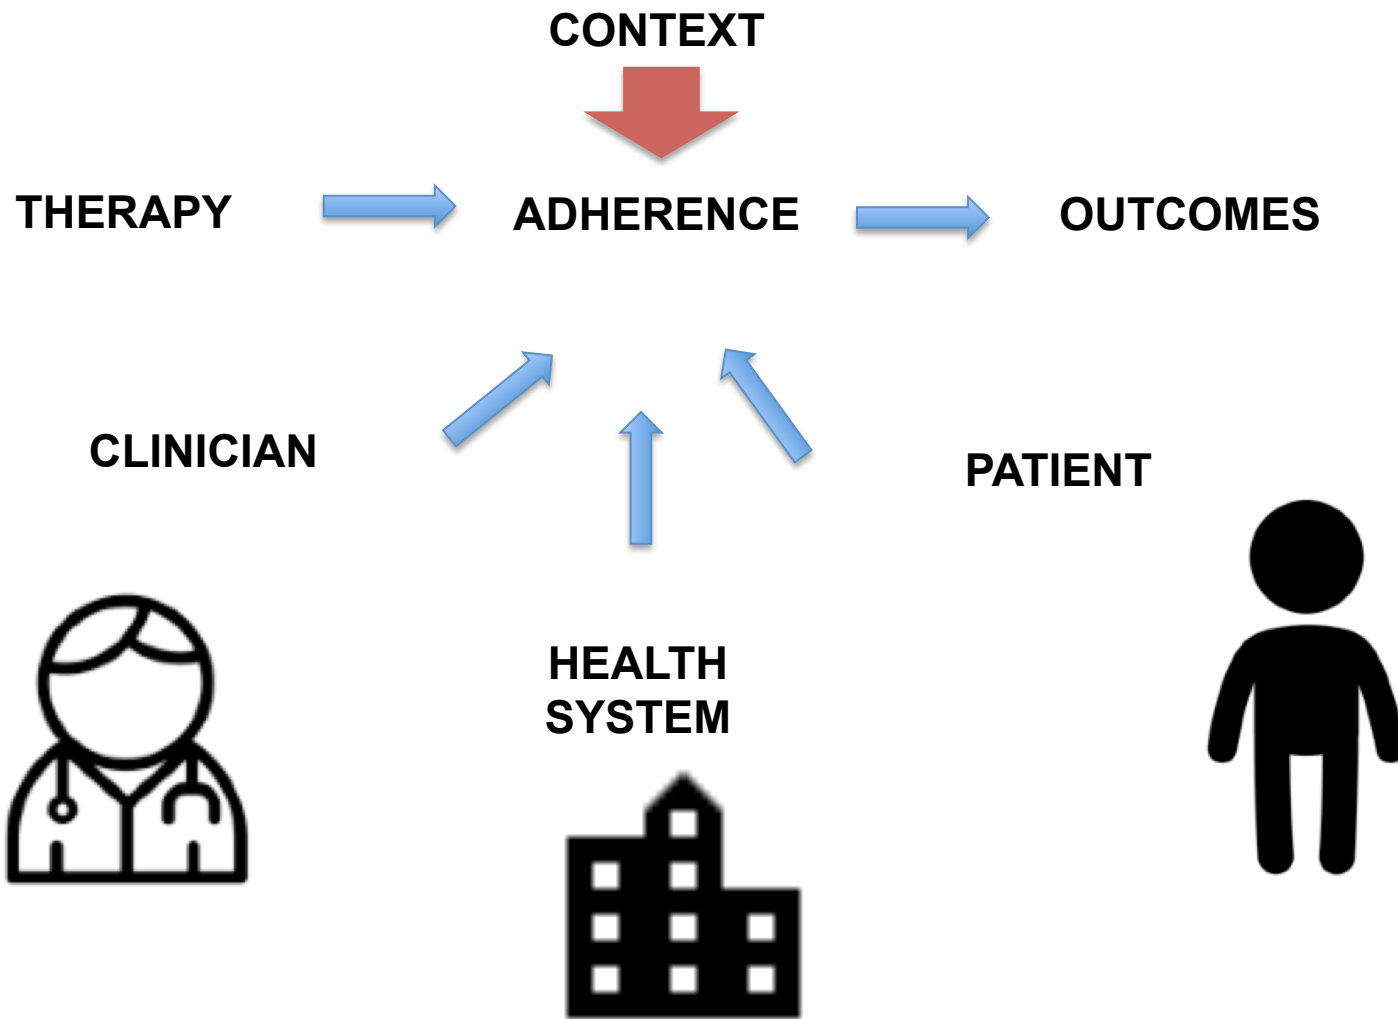 CONTEXT
THERAPY
ADHERENCE
OUTCOMES
CLINICIAN
PATIENT
HEALTH
SYSTEM